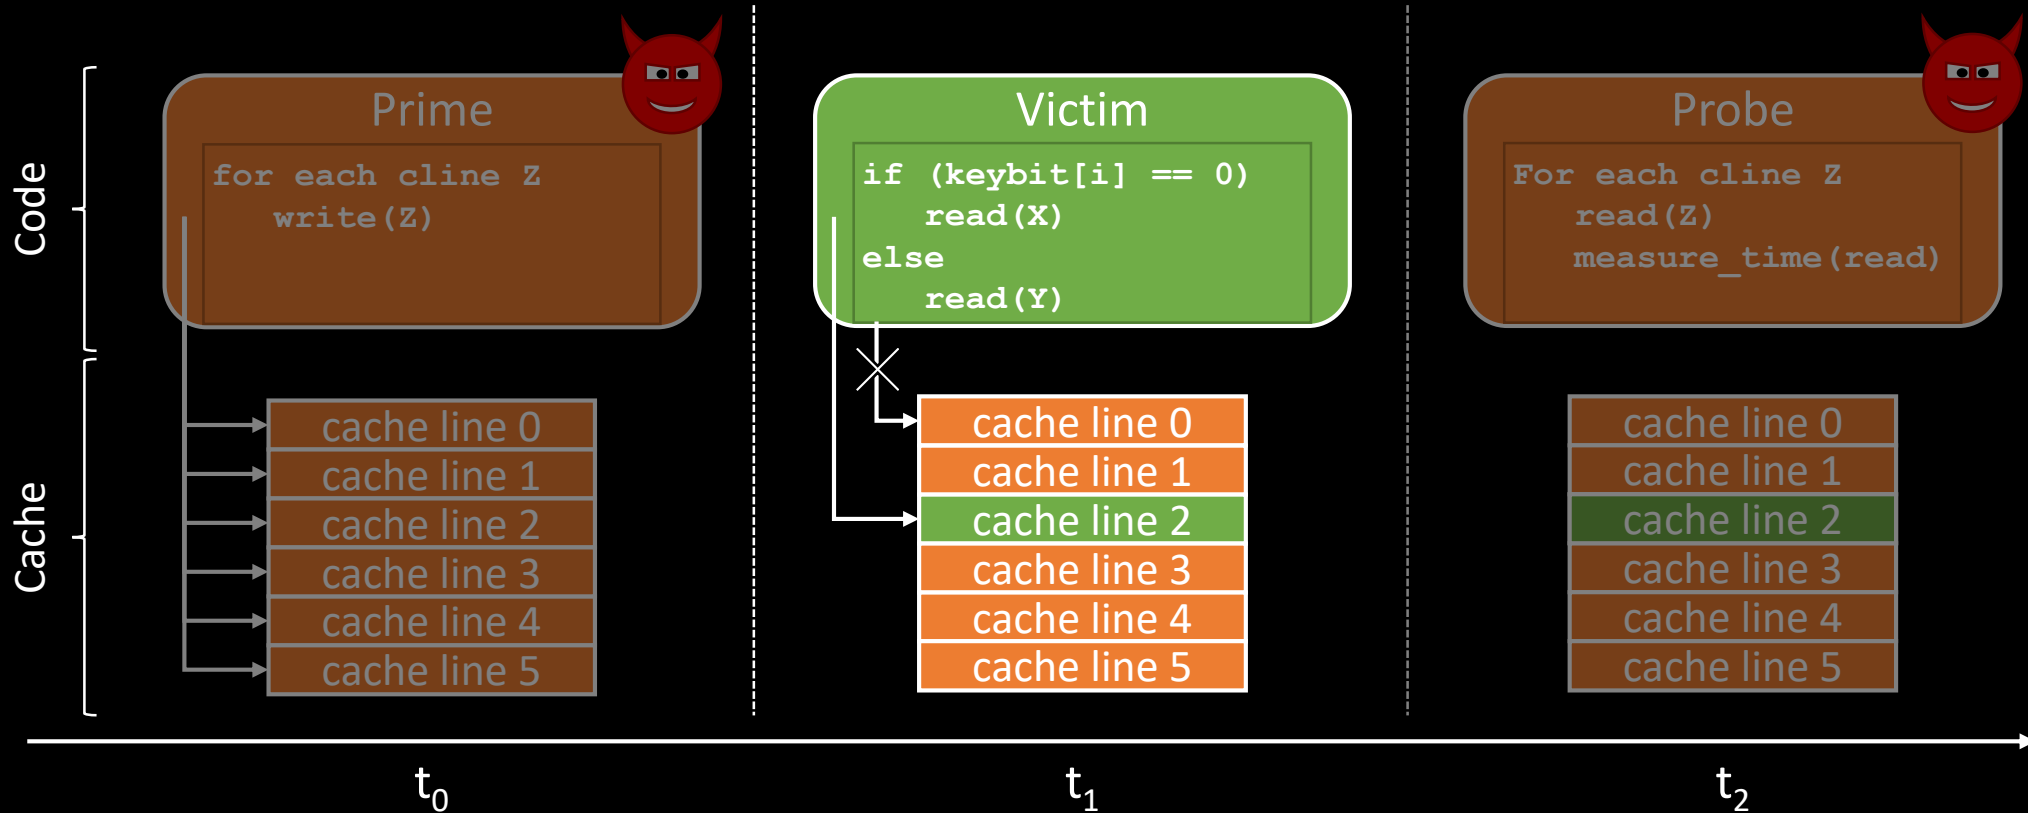 Code
Cache
Prime
for each cline Z
write(Z)
cache line 0
cache line 1
cache line 2
cache line 3
cache line 4
cache line 5
Victim
if (keybit[i] == 0)
read(X)
else
read(Y)
cache line 0
cache line 1
cache line 2
cache line 3
cache line 4
cache line 5
Probe
For each cline Z
read(Z)
measure_time(read)
cache line 0
cache line 1
cache line 2
cache line 3
cache line 4
cache line 5
t0
t1
t2